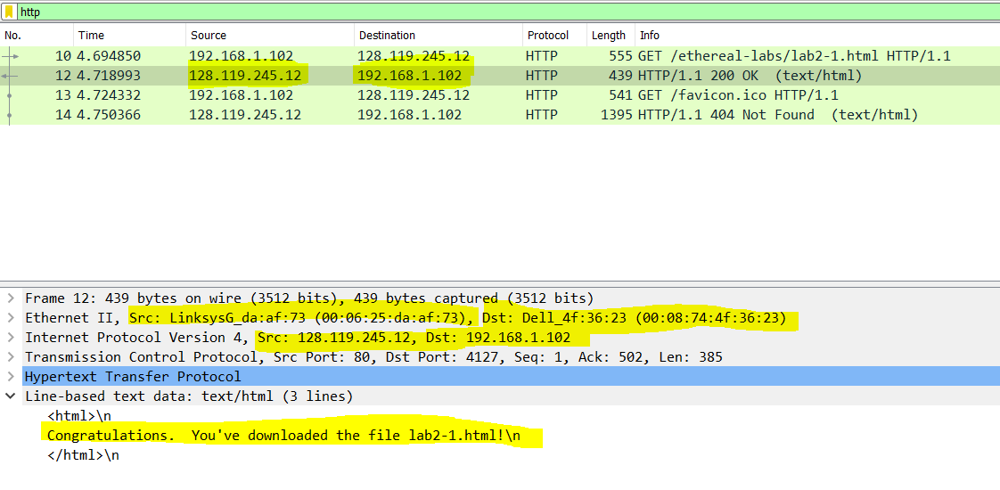 http
No. Time Source Destination Protocol Length Info
10 4.694850 192.168.1.102 128.119.245.12 HTTP 555 GET /ethereal-labs/lab2-1.html HTTP/1.1
12 4.718993 128.119.245.12 192.168.1.102 HTTP 439 HTTP/1.1 200 OK (text/html)
13 4.724332 192.168.1.102 128.119.245.12 HTTP 541 GET /favicon.ico HTTP/1.1
14 4.750366 128.119.245.12 192.168.1.102 HTTP 1395 HTTP/1.1 404 Not Found (text/html)
Frame 12: 439 bytes on wire (3512 bits), 439 bytes captured (3512 bits)
Ethernet II, Src: LinksysG_da:af:73 (00:06:25:da:af:73), Dst: Dell_4f:36:23 (00:08:74:4f:36:23)
Internet Protocol Version 4, Src: 128.119.245.12, Dst: 192.168.1.102
Transmission Control Protocol, Src Port: 80, Dst Port: 4127, Seq: 1, Ack: 502, Len: 385
Hypertext Transfer Protocol
Line-based text data: text/html (3 lines)
<html>\n
Congratulations.  You've downloaded the file lab2-1.html!\n
</html>\n